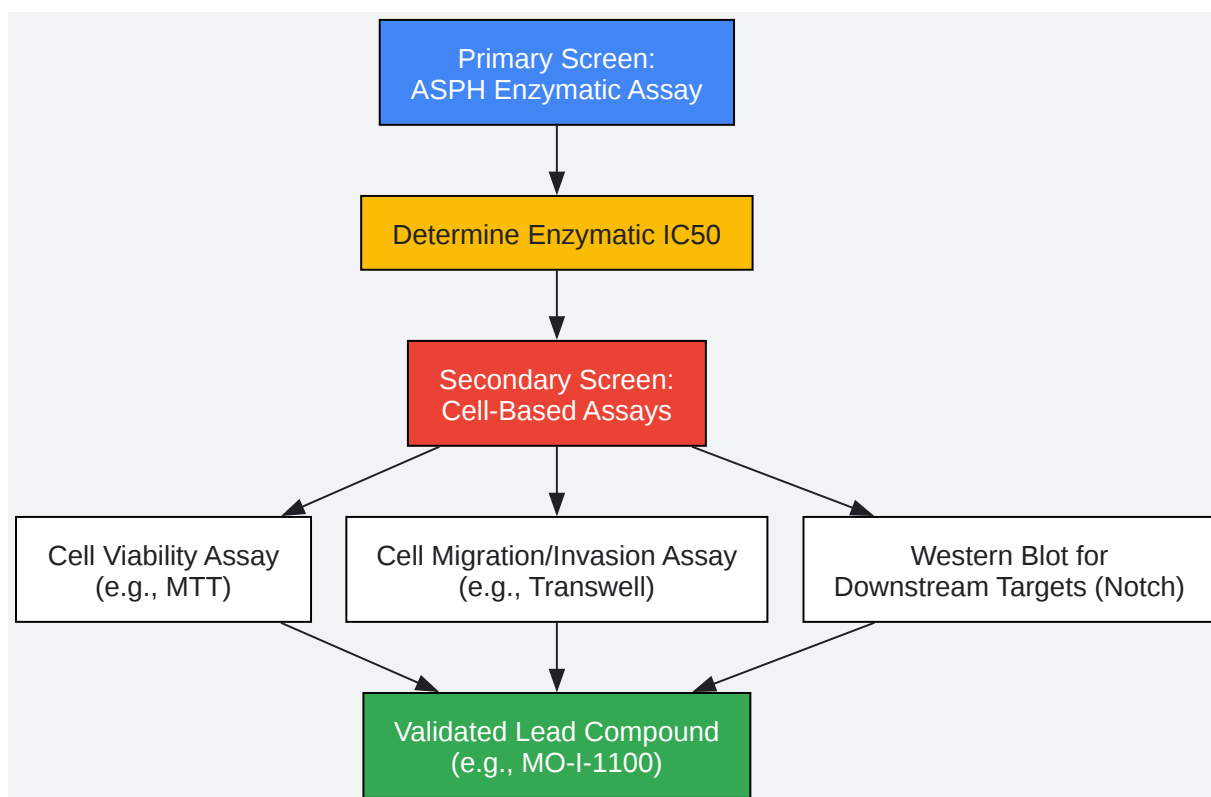 Primary Screen:
ASPH Enzymatic Assay
Determine Enzymatic IC50
Secondary Screen:
Cell-Based Assays
Cell Viability Assay
(e.g., MTT)
Cell Migration/Invasion Assay
(e.g., Transwell)
Western Blot for
Downstream Targets (Notch)
Validated Lead Compound
(e.g., MO-I-1100)